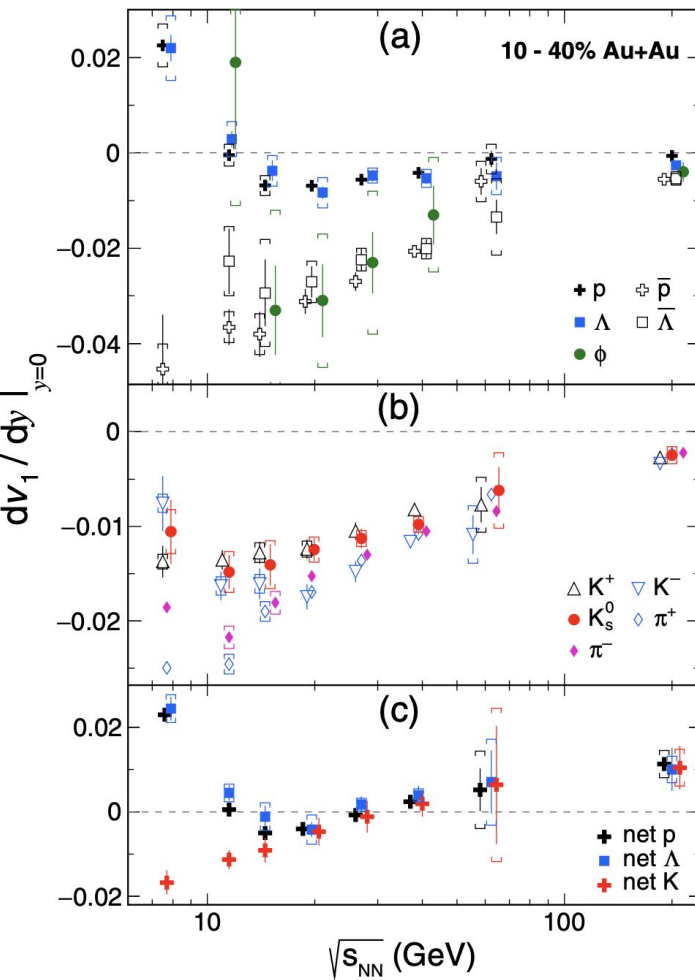 (a)
10 - 40% Au+Au
0.02
0
−0.02
−0.04
p
p̅
Λ
Λ̅
ϕ
dv₁ / dy|y=0
(b)
0
−0.01
−0.02
K⁺
K⁻
K⁰s
π⁺
π⁻
(c)
0.02
0
−0.02
net p
net Λ
net K
10
100
√sNN (GeV)